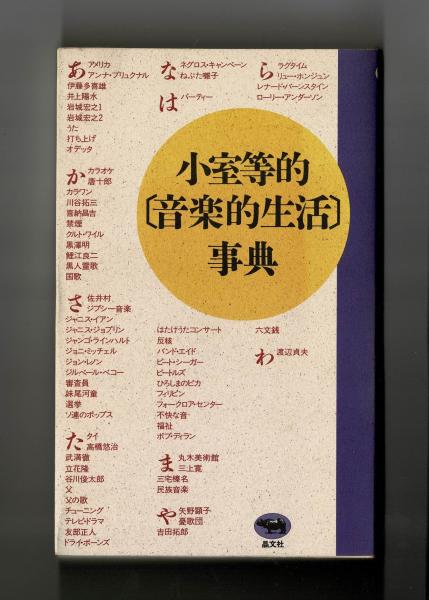 小室等的
〔音楽的生活〕
事典
あ アメリカ
アンナ・プリュクナル
伊藤多喜雄
井上陽水
岩城宏之1
岩城宏之2
うた
打ち上げ
オデッタ
か カラオケ
唐十郎
カラワン
川谷拓三
喜納昌吉
禁煙
クルト・ワイル
黒澤明
鯉江良二
黒人霊歌
国歌
さ 佐井村
ジプシー音楽
ジャニス・イアン
ジャニス・ジョプリン
ジャンゴ・ラインハルト
ジョニ・ミッチェル
ジョン・レノン
ジルベール・ベコー
審査員
妹尾河童
選挙
ソ連のポップス
た タイ
高橋悠治
武満徹
立花隆
谷川俊太郎
父
父の歌
チューニング
テレビドラマ
友部正人
ドライ・ボーンズ
な ネグロス・キャンペーン
ねぶた囃子
は パーティー
はたけうたコンサート
反核
バンド・エイド
ピート・シーガー
ビートルズ
ひろしまのピカ
フィリピン
フォークロア・センター
不快な音
福祉
ボブ・ディラン
ま 丸木美術館
三上寛
三宅榛名
民族音楽
や 矢野顕子
憂歌団
吉田拓郎
ら ラグタイム
リュー・ホンジュン
レナード・バーンスタイン
ローリー・アンダーソン
六文銭
わ 渡辺貞夫
晶文社